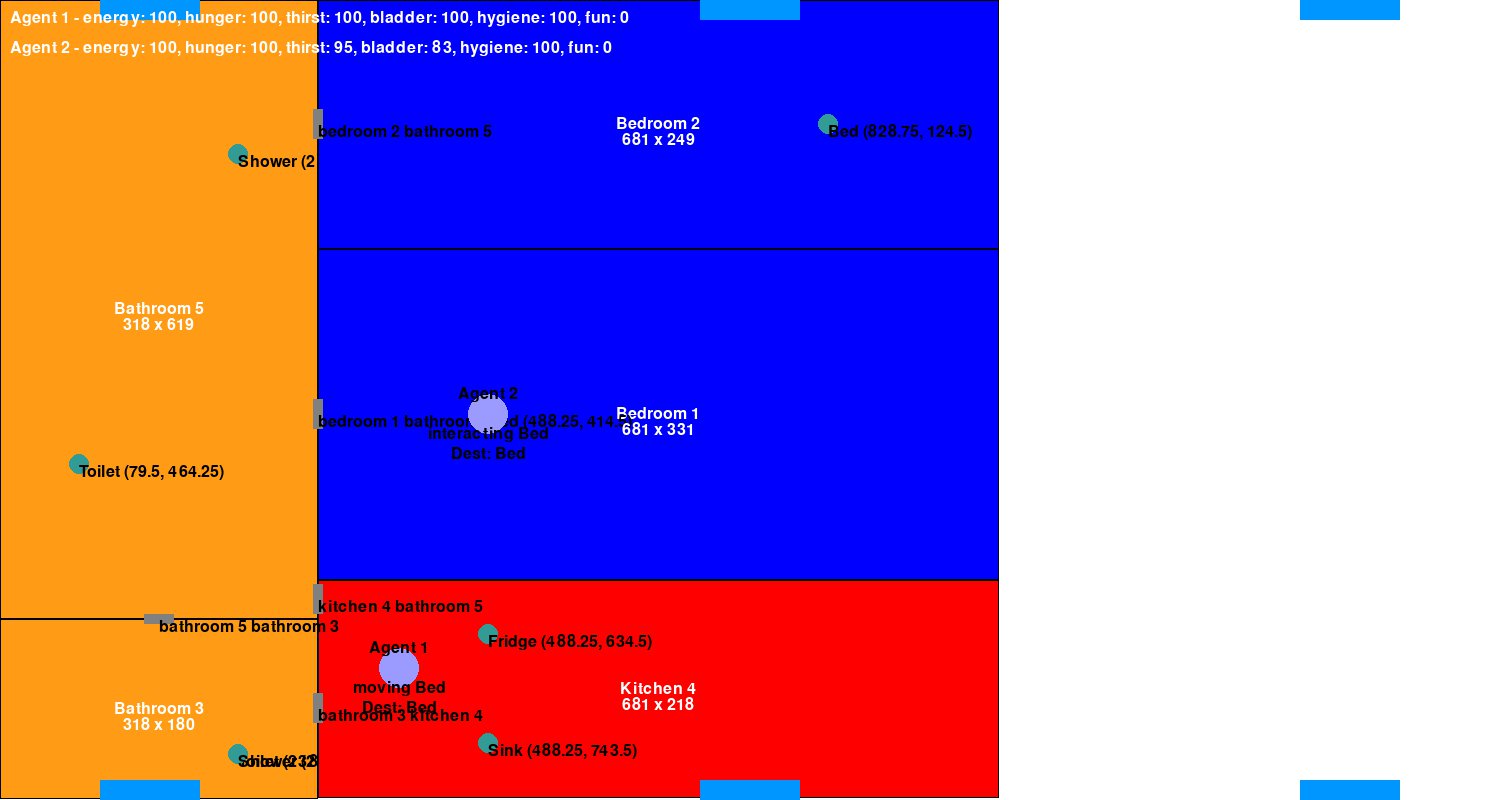 Agent 1 - energy: 100, hunger: 100, thirst: 100, bladder: 100, hygiene: 100, fun: 0
Agent 2 - energy: 100, hunger: 100, thirst: 95, bladder: 83, hygiene: 100, fun: 0
Bedroom 2
681 x 249
bedroom 2 bathroom 5
Bed (828.75, 124.5)
Shower (2
Bathroom 5
318 x 619
Agent 2
bedroom 1 (488.25, 414.
Bedroom 1
681 x 331
interacting Bed
Dest: Bed
Toilet (79.5, 464.25)
kitchen 4 bathroom 5
bathroom 5 bathroom 3
Fridge (488.25, 634.5)
Agent 1
moving Bed
Dest: Bed
Kitchen 4
681 x 218
bathroom 3 kitchen 4
Bathroom 3
318 x 180
Sink (488.25, 743.5)